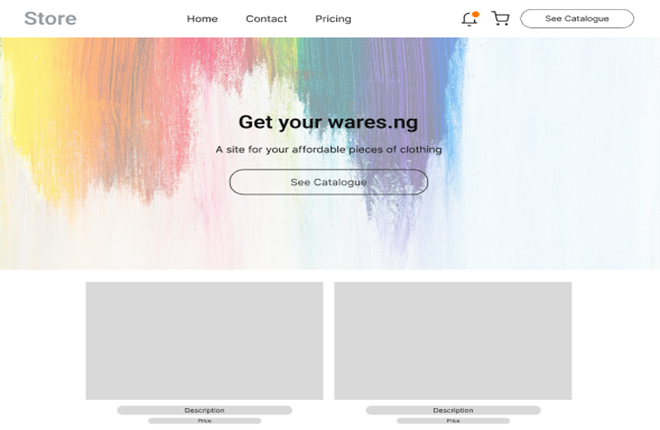 Store
Home Contact Pricing See Catalogue
Get your wares.ng
A site for your affordable pieces of clothing
See Catalogue
Description Description
Price Price